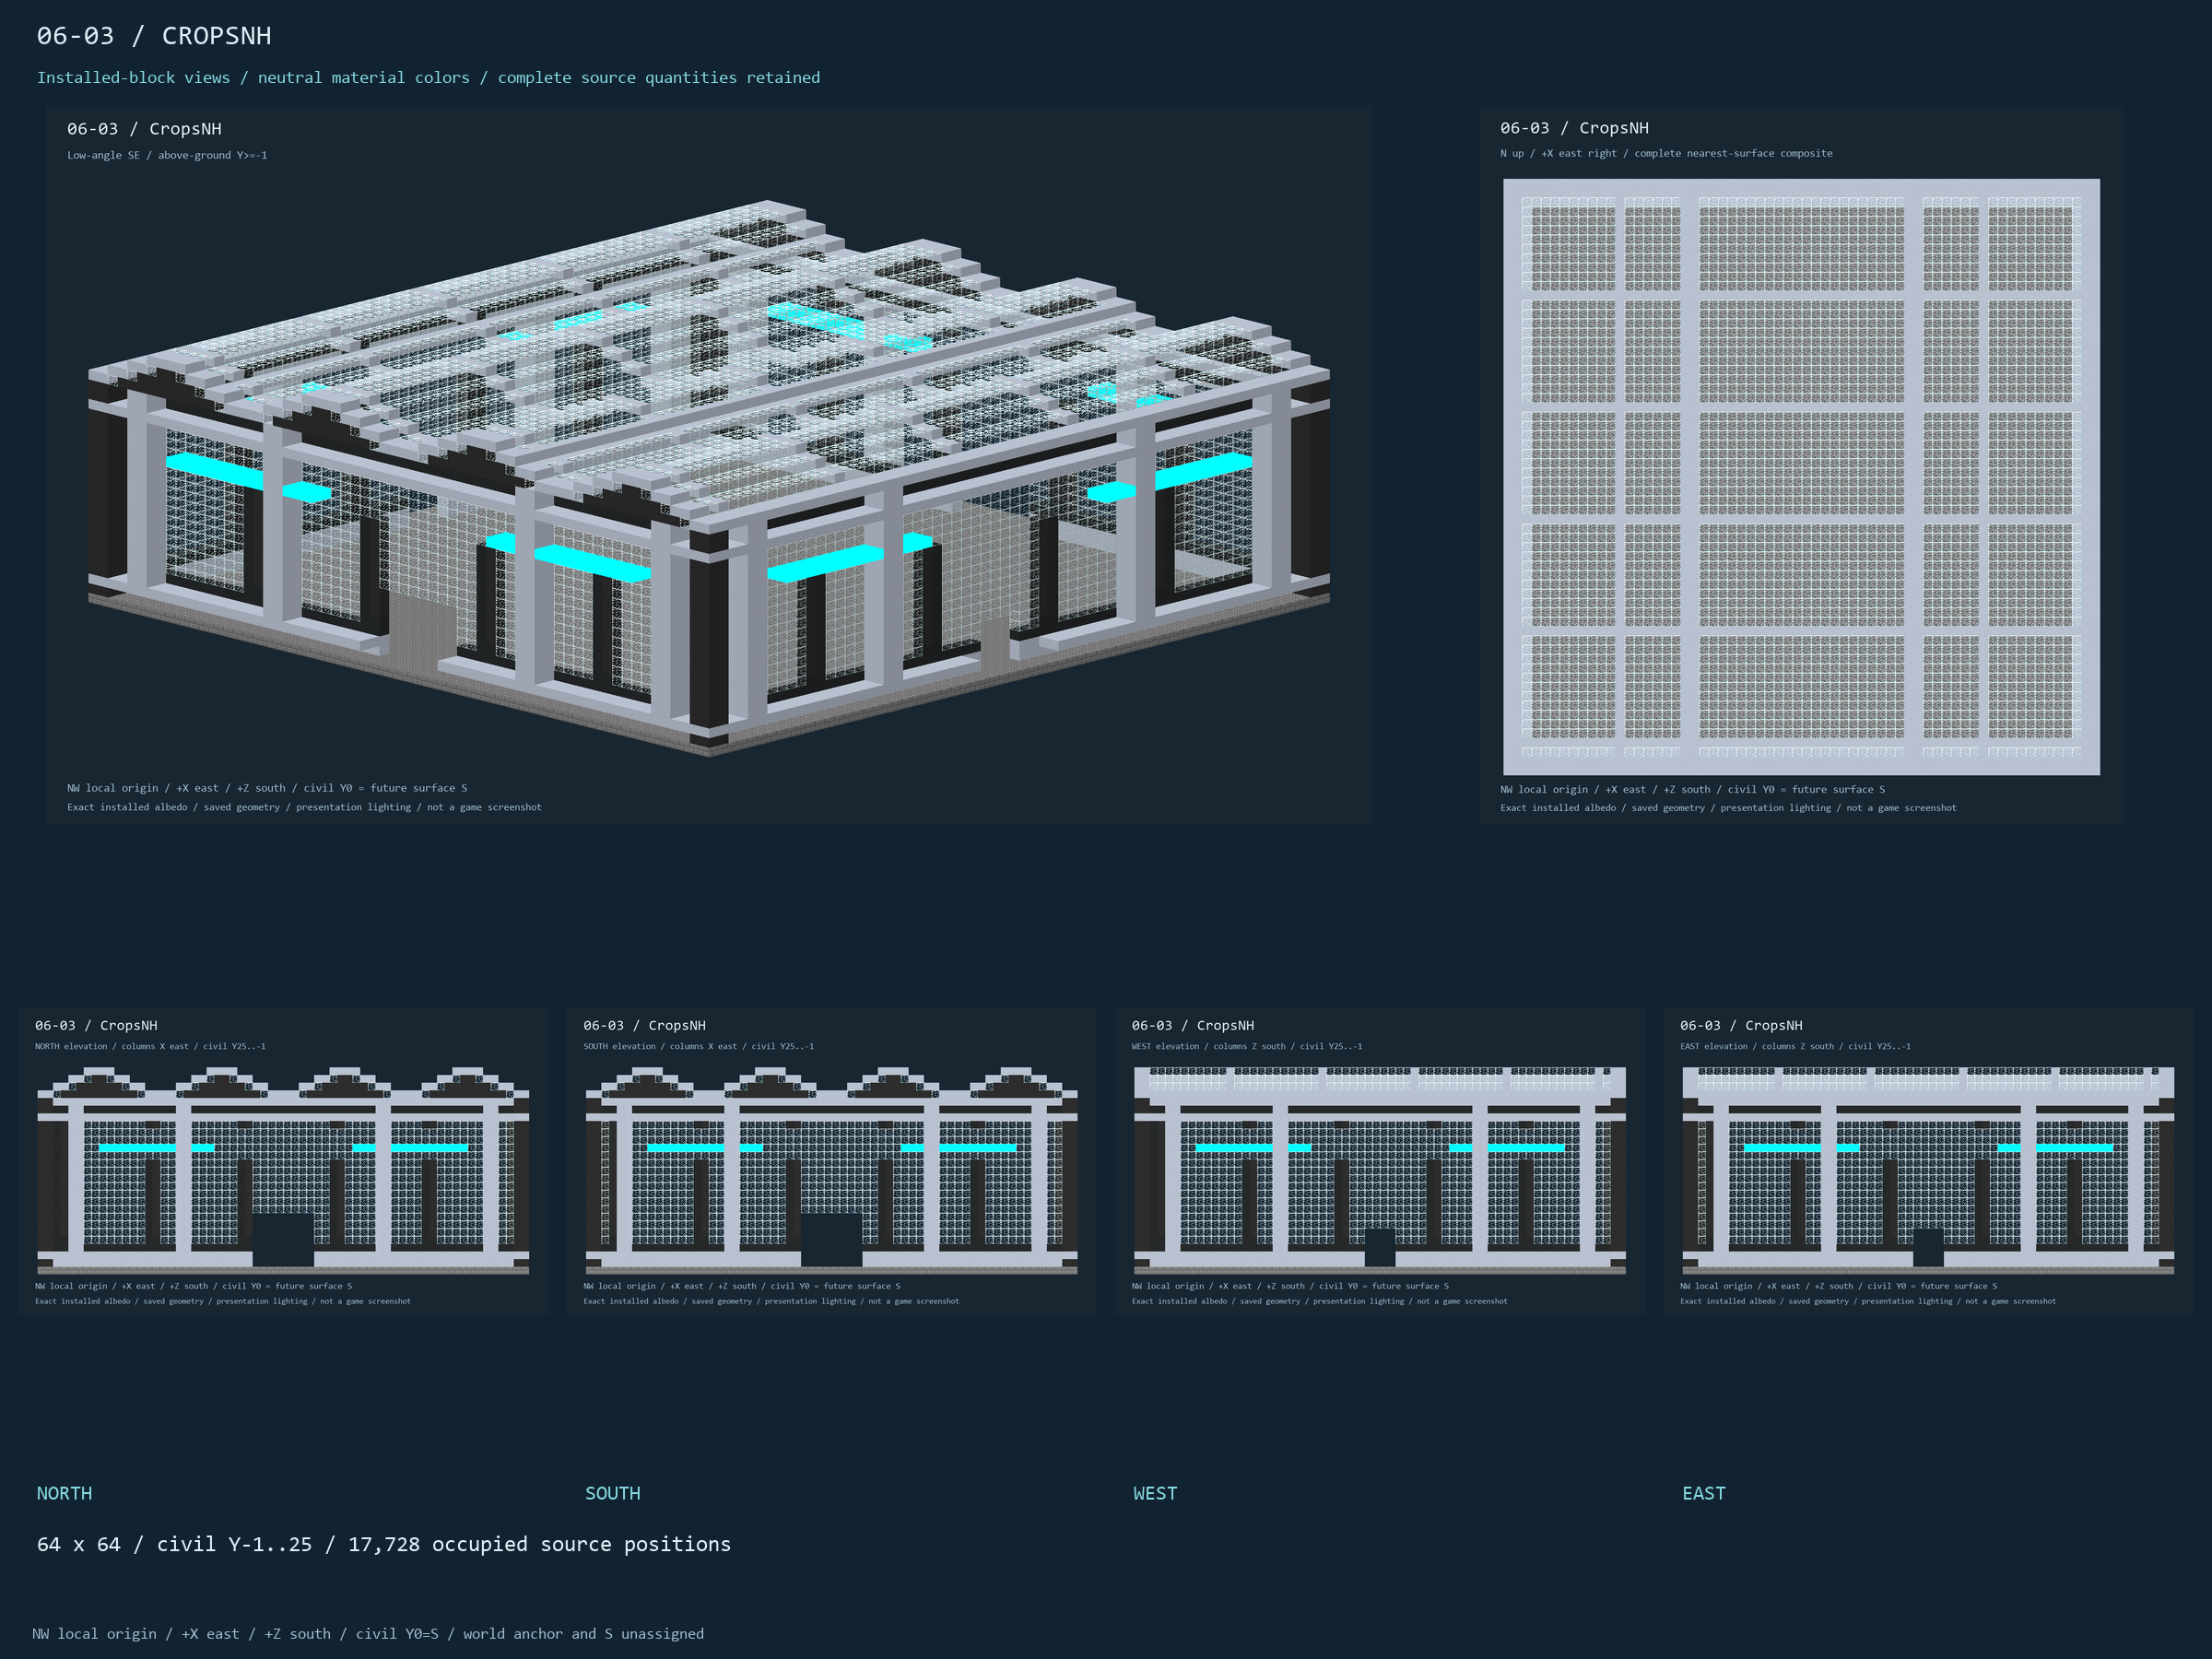 06-03 / CROPSNH
Installed-block views / neutral material colors / complete source quantities retained
06-03 / CropsNH
Low-angle SE / above-ground Y>=-1
NW local origin / +X east / +Z south / civil Y0 = future surface S
Exact installed albedo / saved geometry / presentation lighting / not a game screenshot
06-03 / CropsNH
N up / +X east right / complete nearest-surface composite
NW local origin / +X east / +Z south / civil Y0 = future surface S
Exact installed albedo / saved geometry / presentation lighting / not a game screenshot
06-03 / CropsNH
NORTH elevation / columns X east / civil Y25..-1
NW local origin / +X east / +Z south / civil Y0 = future surface S
Exact installed albedo / saved geometry / presentation lighting / not a game screenshot
06-03 / CropsNH
SOUTH elevation / columns X east / civil Y25..-1
NW local origin / +X east / +Z south / civil Y0 = future surface S
Exact installed albedo / saved geometry / presentation lighting / not a game screenshot
06-03 / CropsNH
WEST elevation / columns Z south / civil Y25..-1
NW local origin / +X east / +Z south / civil Y0 = future surface S
Exact installed albedo / saved geometry / presentation lighting / not a game screenshot
06-03 / CropsNH
EAST elevation / columns Z south / civil Y25..-1
NW local origin / +X east / +Z south / civil Y0 = future surface S
Exact installed albedo / saved geometry / presentation lighting / not a game screenshot
NORTH
SOUTH
WEST
EAST
64 x 64 / civil Y-1..25 / 17,728 occupied source positions
NW local origin / +X east / +Z south / civil Y0=S / world anchor and S unassigned